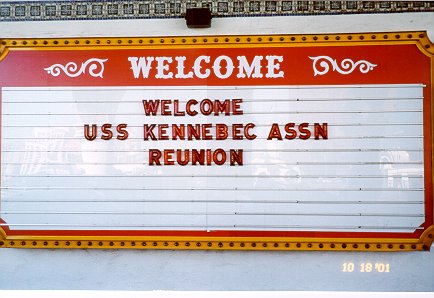 WELCOME
WELCOME
USS KENNEBEC ASSN
REUNION
10 18 '01